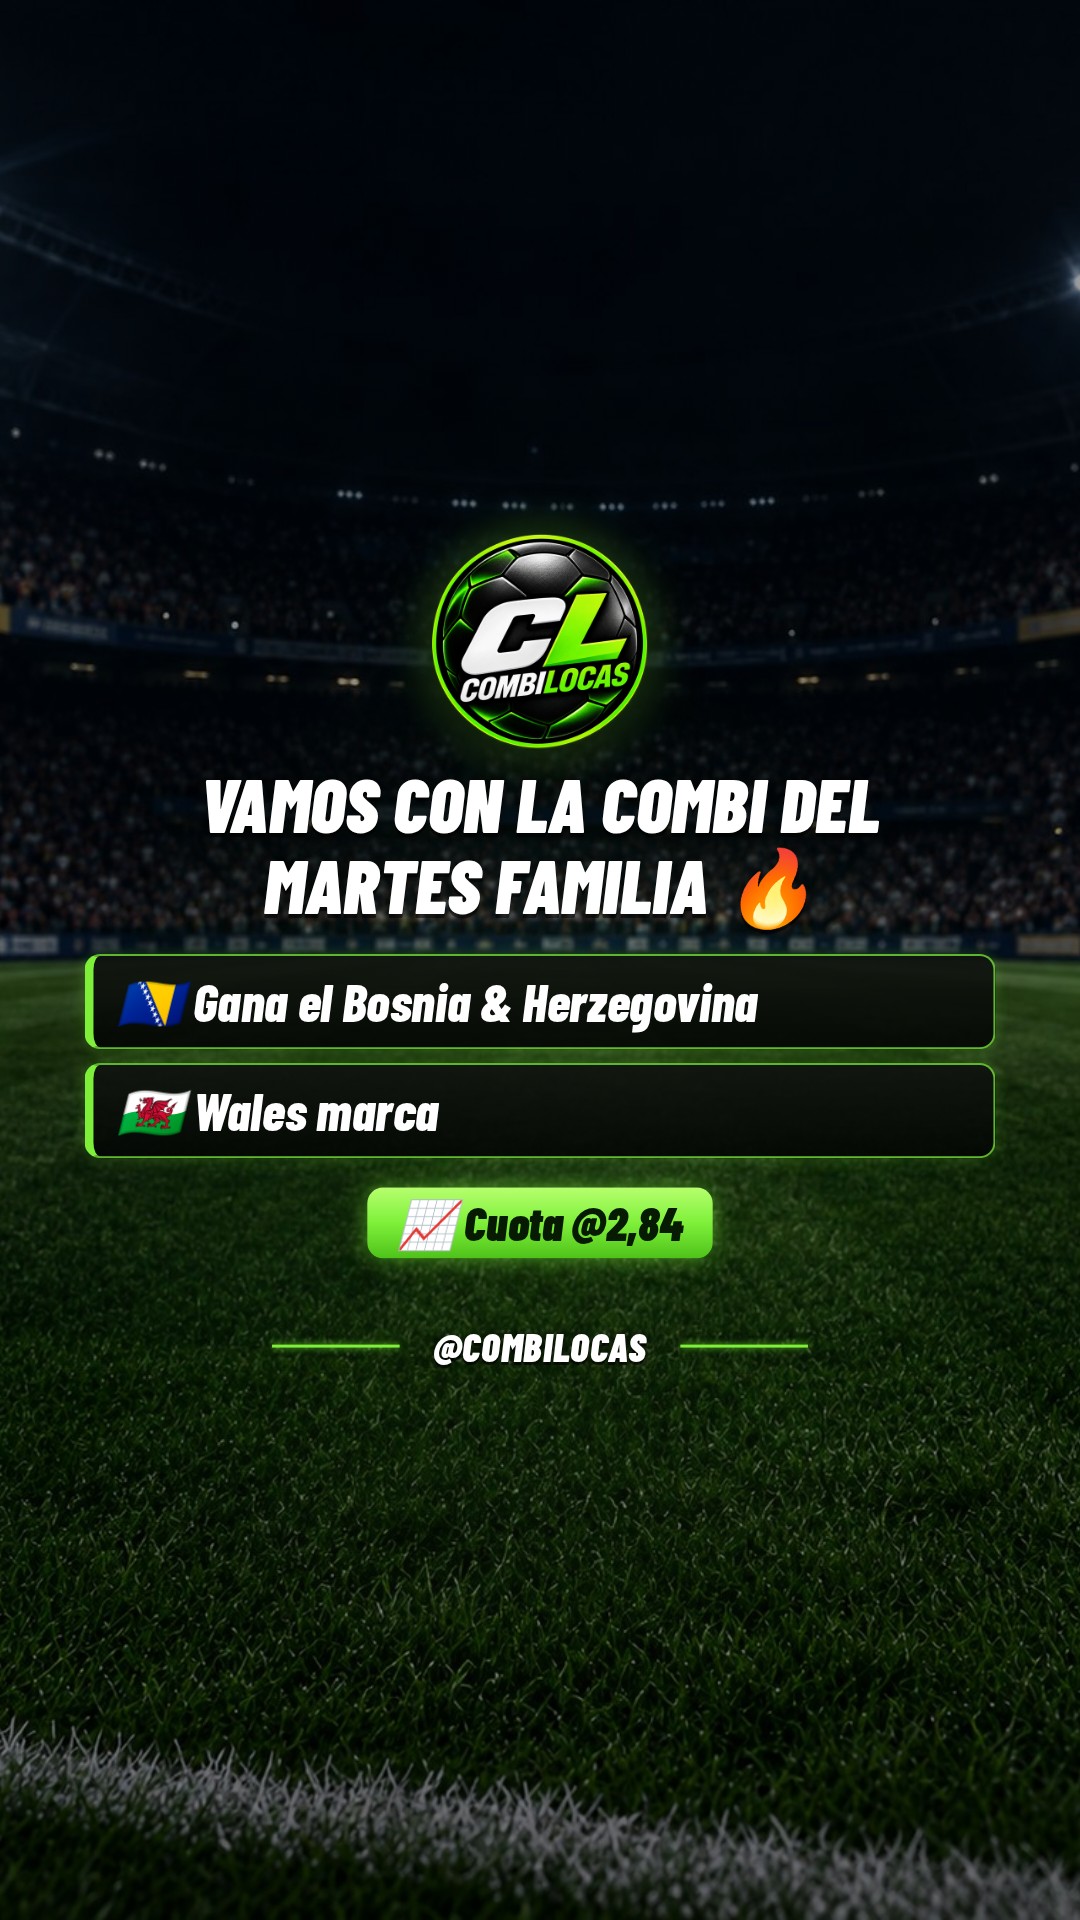 CL
COMBILOCAS
VAMOS CON LA COMBI DEL
MARTES FAMILIA 🔥
🇧🇦 Gana el Bosnia & Herzegovina
🏴󠁧󠁢󠁷󠁬󠁳󠁿 Wales marca
📈 Cuota @2,84
@COMBILOCAS